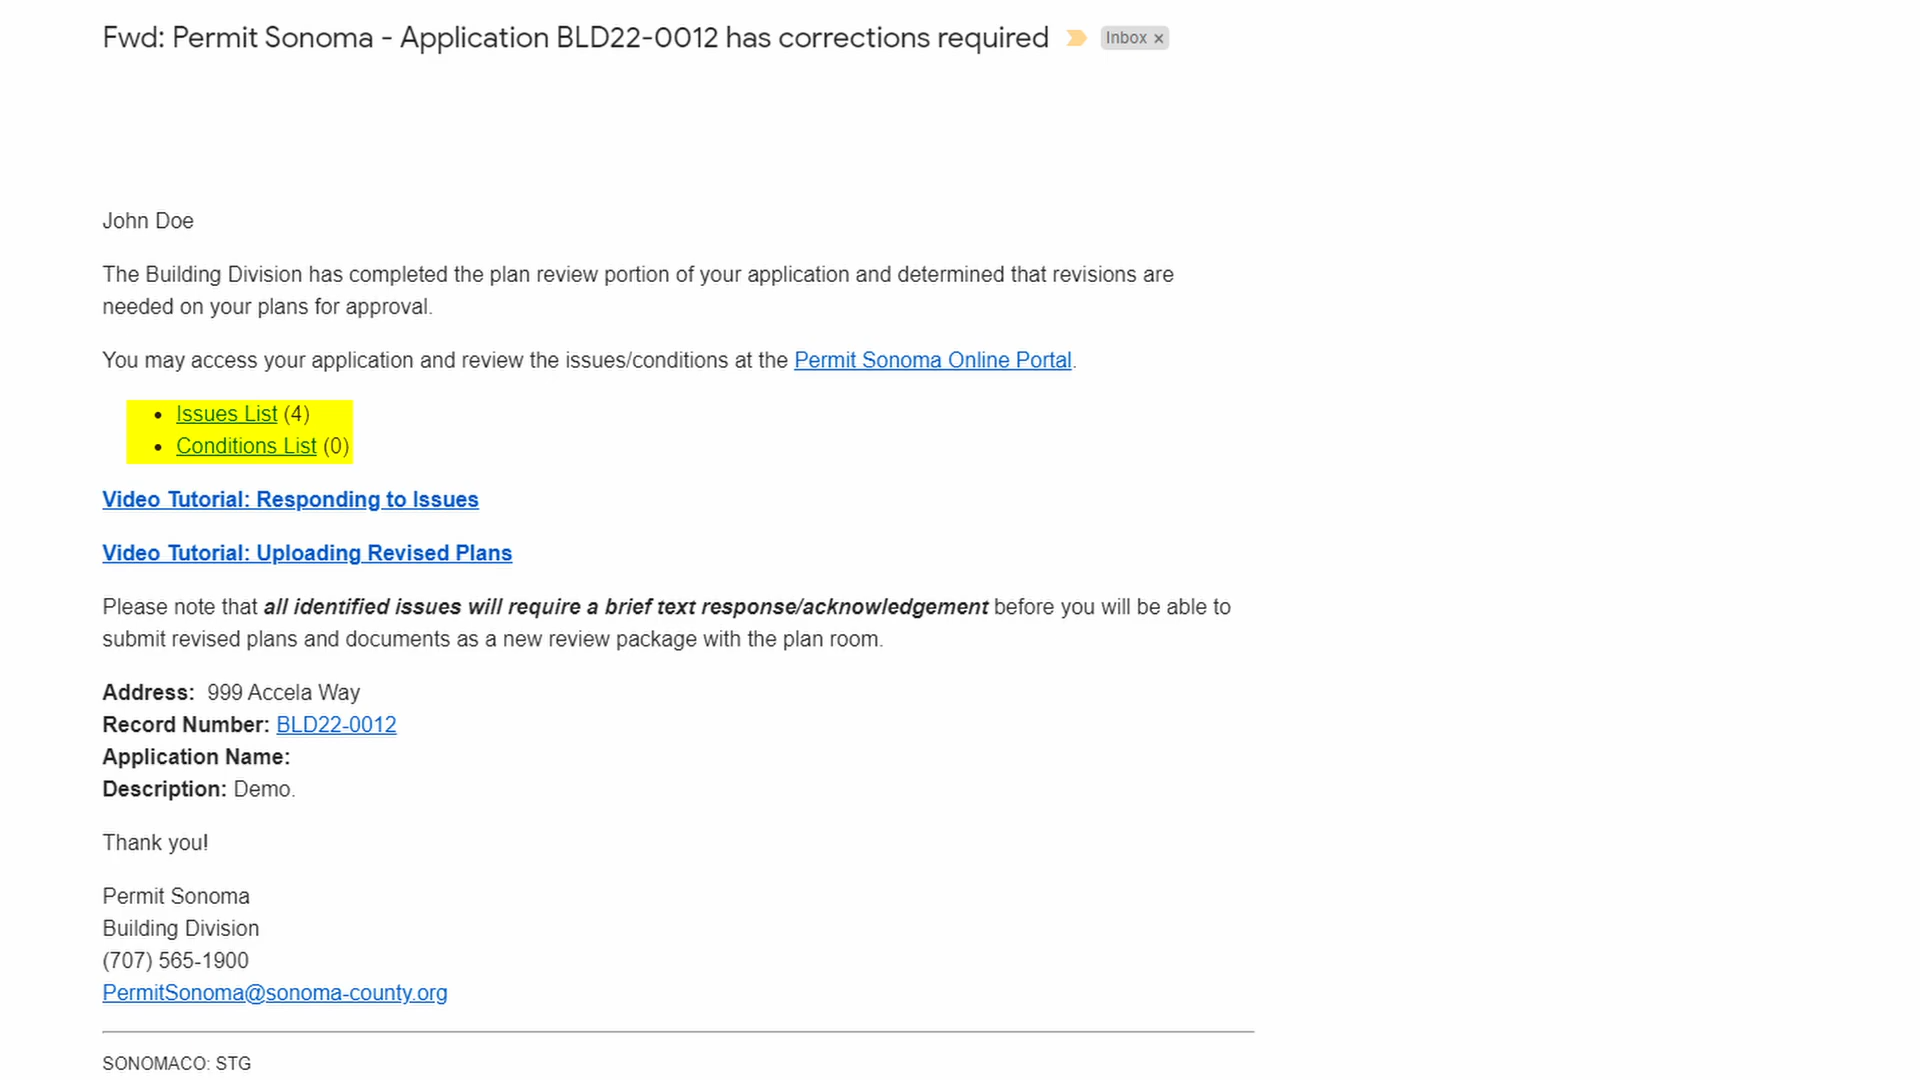 Fwd: Permit Sonoma - Application BLD22-0012 has corrections required Inbox ×
John Doe
The Building Division has completed the plan review portion of your application and determined that revisions are
needed on your plans for approval.
You may access your application and review the issues/conditions at the Permit Sonoma Online Portal.
• Issues List (4)
• Conditions List (0)
Video Tutorial: Responding to Issues
Video Tutorial: Uploading Revised Plans
Please note that all identified issues will require a brief text response/acknowledgement before you will be able to
submit revised plans and documents as a new review package with the plan room.
Address: 999 Accela Way
Record Number: BLD22-0012
Application Name:
Description: Demo.
Thank you!
Permit Sonoma
Building Division
(707) 565-1900
PermitSonoma@sonoma-county.org
SONOMACO: STG